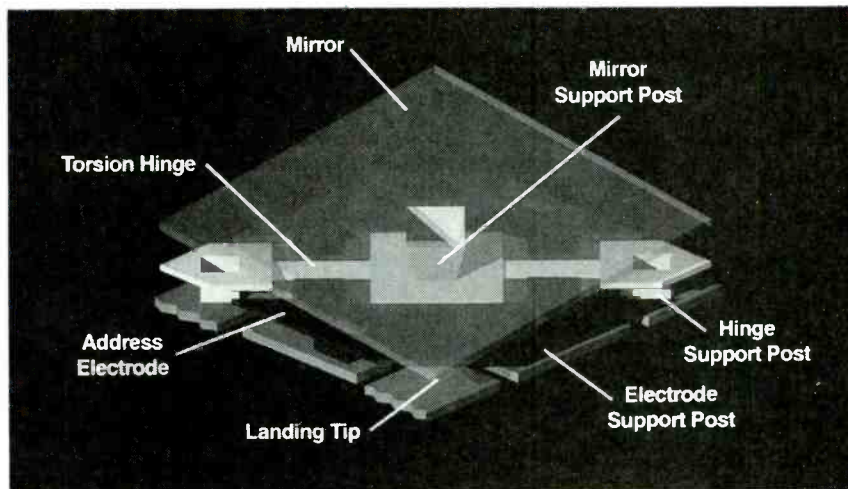 Mirror
Mirror
Support Post
Torsion Hinge
Address
Electrode
Hinge
Support Post
Electrode
Support Post
Landing Tip